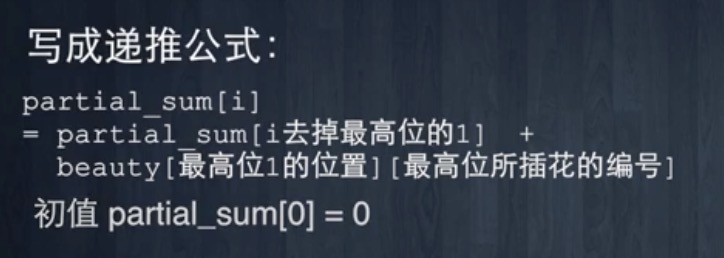 写成递推公式：
partial_sum[i]
= partial_sum[i去掉最高位的1] +
beauty[最高位1的位置][最高位所插花的编号]
初值 partial_sum[0] = 0